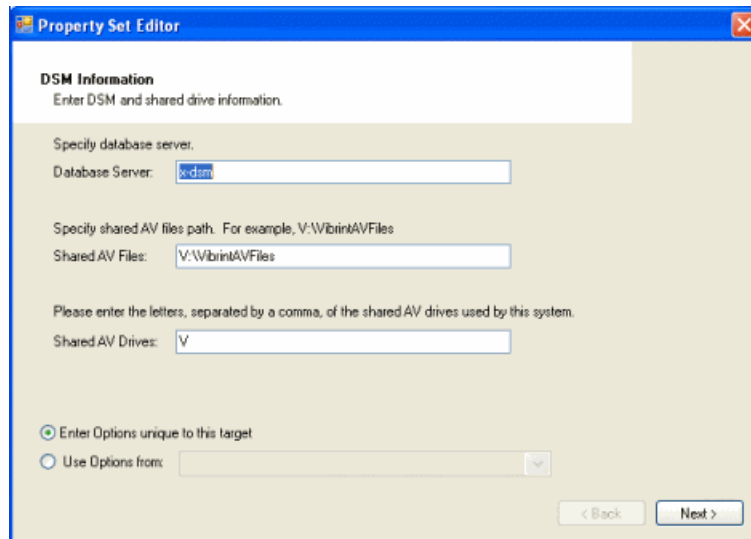 Property Set Editor
DSM Information
Enter DSM and shared drive information.
Specify database server.
Database Server: x-dsm
Specify shared AV files path. For example, V:\VibrintAVFiles
Shared AV Files: V:\VibrintAVFiles
Please enter the letters, separated by a comma, of the shared AV drives used by this system.
Shared AV Drives: V
Enter Options unique to this target
Use Options from:
< Back Next >